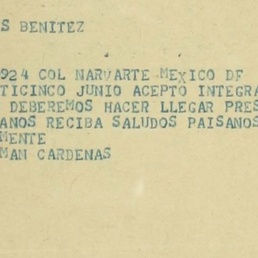 S BENITEZ
924 COL NARVARTE MEXICO DF
TICINCO JUNIO ACEPTO INTEGRA
DEBEREMOS HACER LLEGAR PRES
ANOS RECIBA SALUDOS PAISANOS
MENTE
MAN CARDENAS